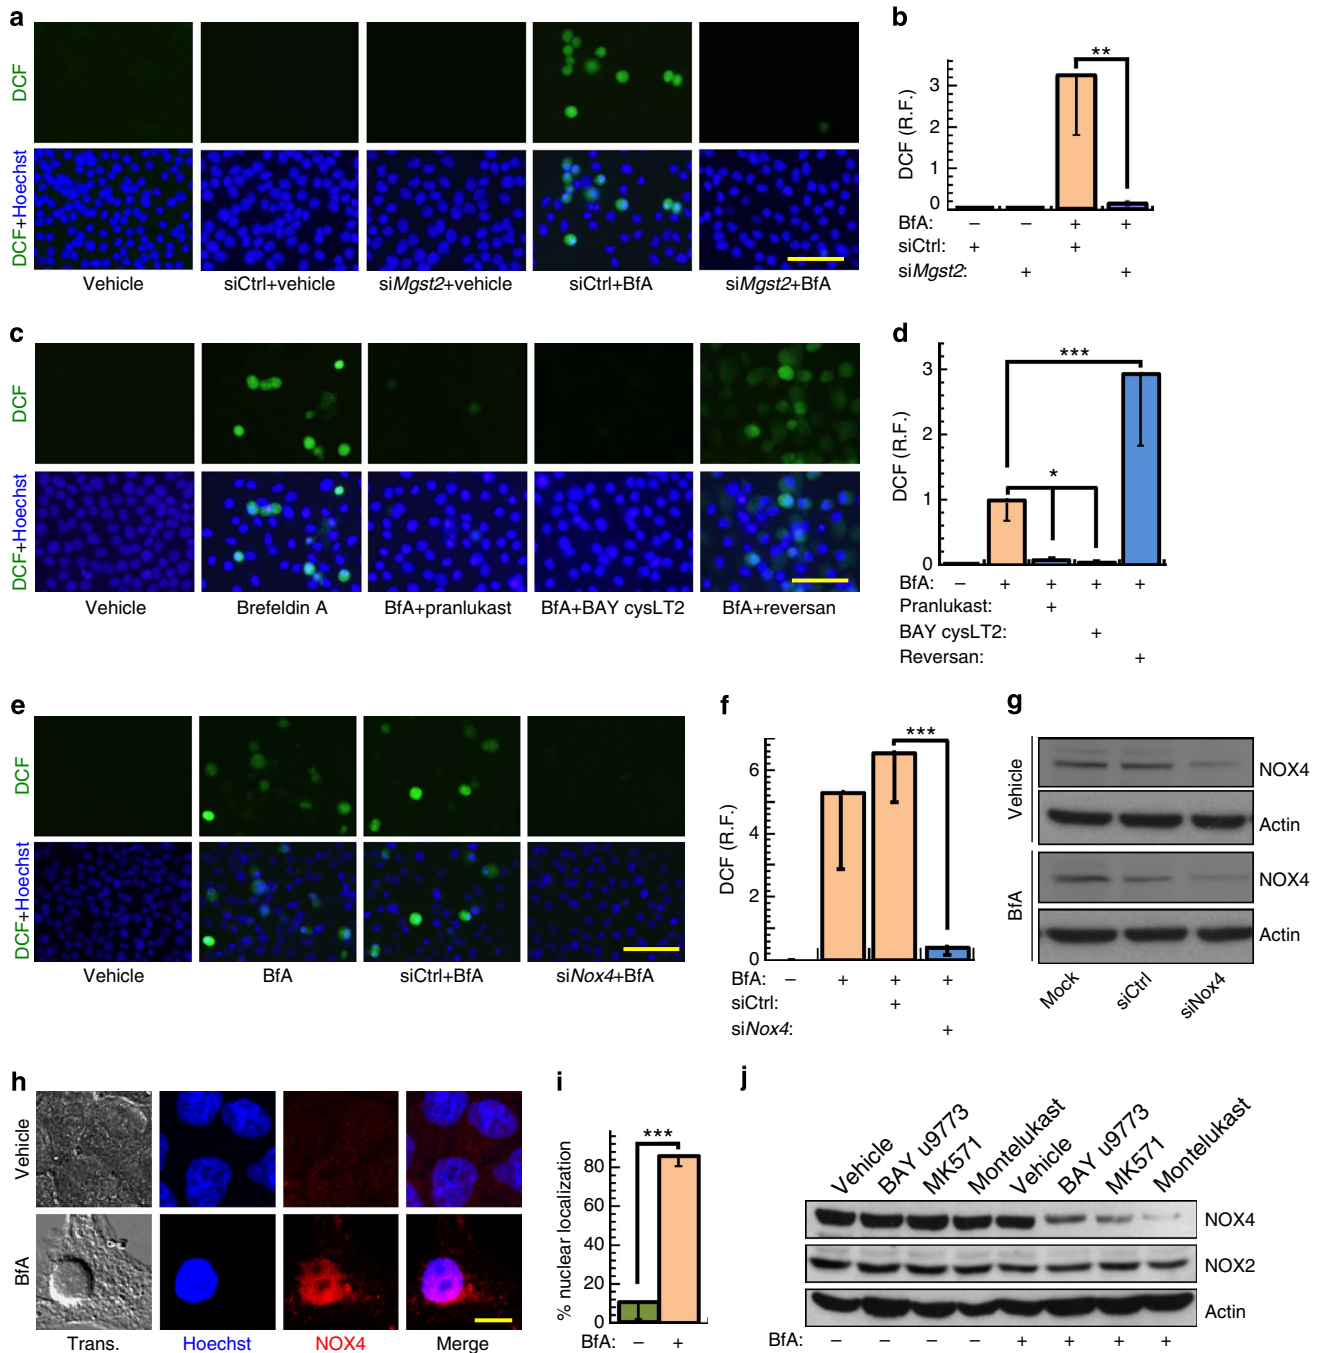 a
DCF
DCF+Hoechst
Vehicle
siCtrl+vehicle
siMgst2+vehicle
siCtrl+BfA
siMgst2+BfA
b
DCF (R.F.)
3
2
1
0
**
BfA: – – + +
siCtrl: + +
siMgst2: + +
c
DCF
DCF+Hoechst
Vehicle
Brefeldin A
BfA+pranlukast
BfA+BAY cysLT2
BfA+reversan
d
DCF (R.F.)
3
2
1
0
***
*
BfA: – + + + +
Pranlukast: +
BAY cysLT2: +
Reversan: +
e
DCF
DCF+Hoechst
Vehicle
BfA
siCtrl+BfA
siNox4+BfA
f
DCF (R.F.)
6
4
2
0
***
BfA: – + + +
siCtrl: +
siNox4: +
g
Vehicle
NOX4
Actin
BfA
NOX4
Actin
Mock
siCtrl
siNox4
h
Vehicle
BfA
Trans.
Hoechst
NOX4
Merge
i
% nuclear localization
80
60
40
20
0
***
BfA: – +
j
Vehicle
BAY u9773
MK571
Montelukast
Vehicle
BAY u9773
MK571
Montelukast
NOX4
NOX2
Actin
BfA: – – – – + + + +